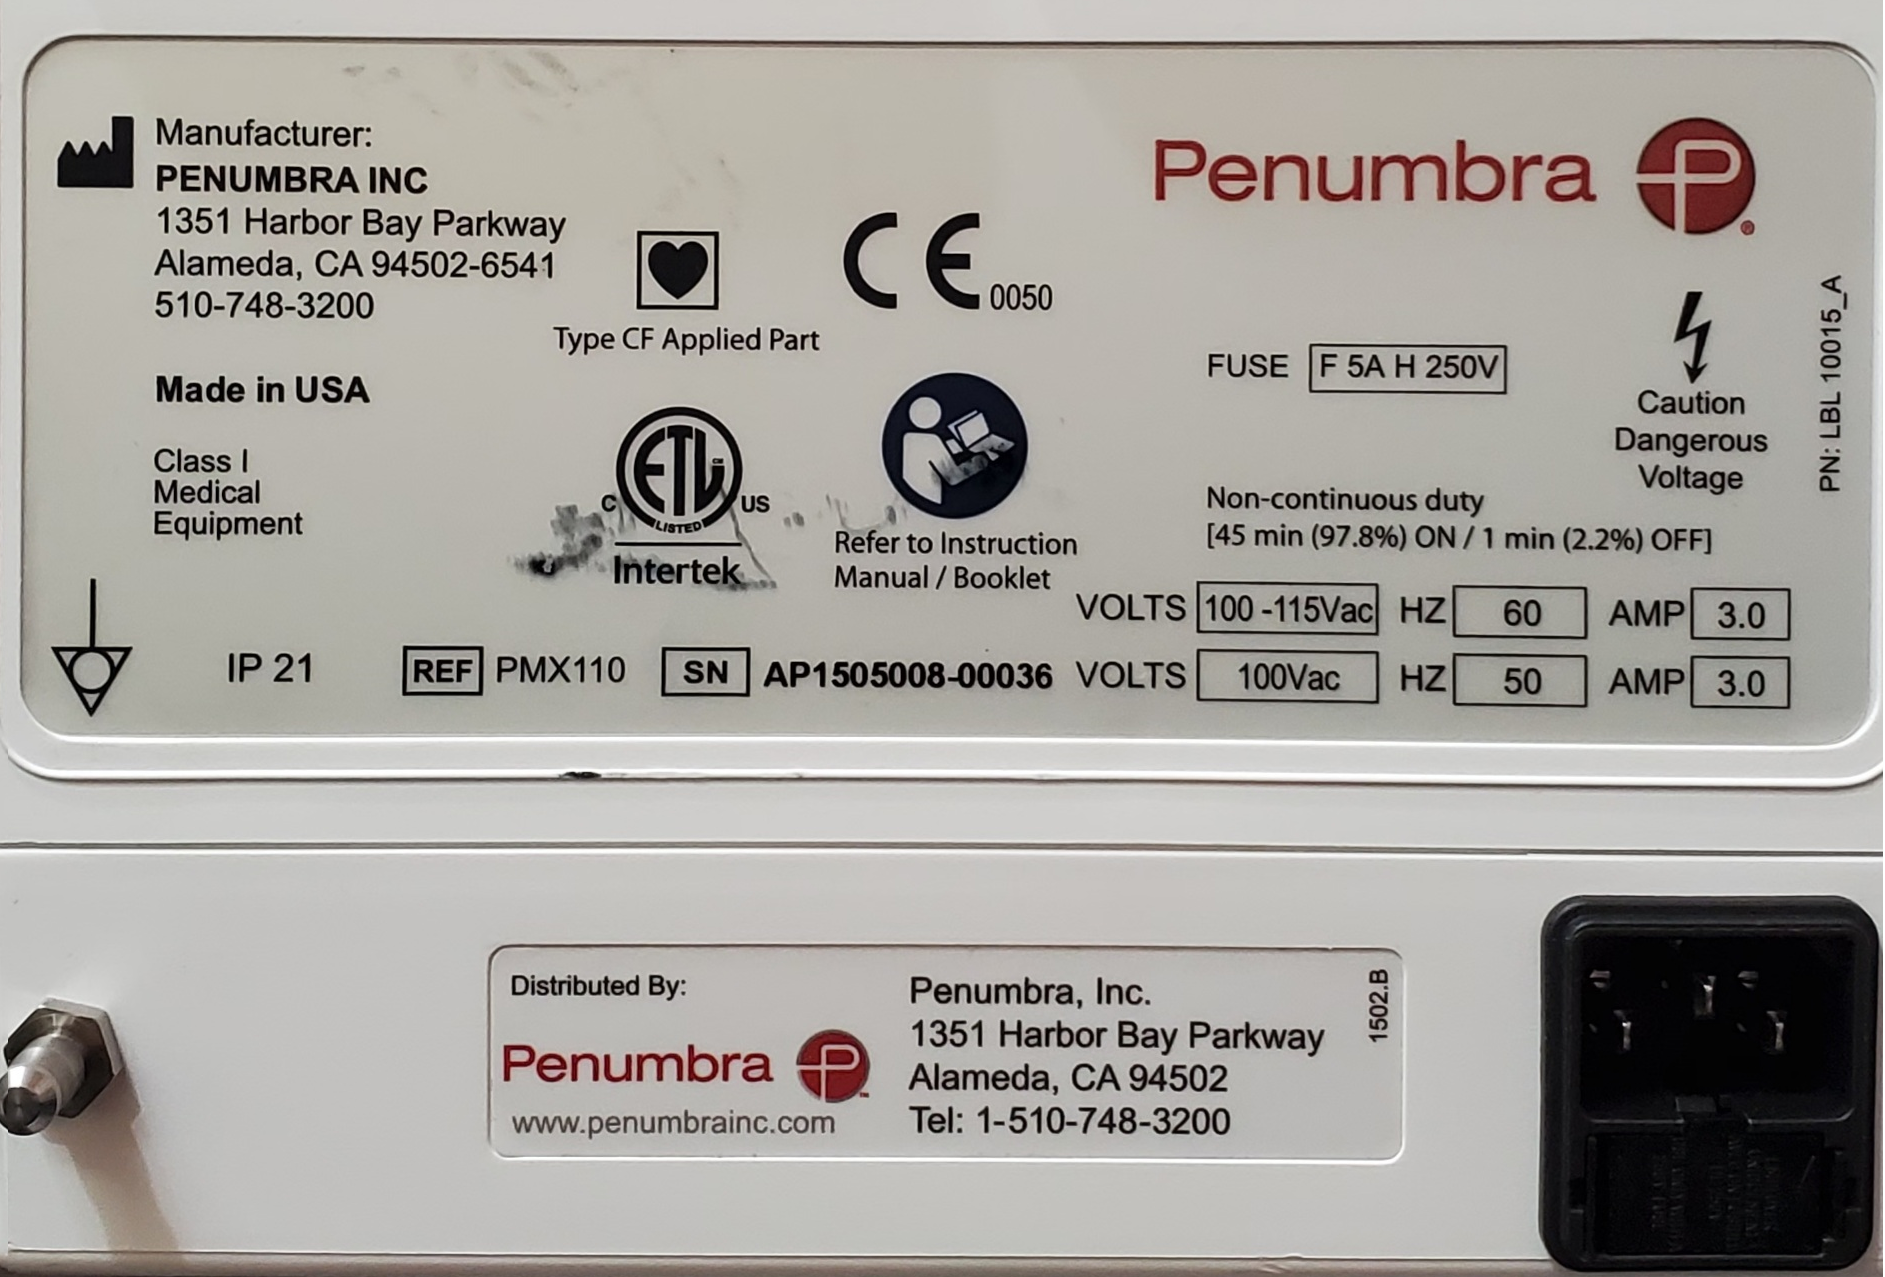 Manufacturer:
PENUMBRA INC
1351 Harbor Bay Parkway
Alameda, CA 94502-6541
510-748-3200
Made in USA
Class I
Medical
Equipment
IP 21
REF PMX110
SN AP1505008-00036
Type CF Applied Part
CE 0050
C ETL CM US
LISTED
Intertek
Refer to Instruction
Manual / Booklet
Penumbra P ®
FUSE F 5A H 250V
Caution
Dangerous
Voltage
PN: LBL 10015_A
Non-continuous duty
[45 min (97.8%) ON / 1 min (2.2%) OFF]
VOLTS 100 -115Vac HZ 60 AMP 3.0
VOLTS 100Vac HZ 50 AMP 3.0
Distributed By:
Penumbra P ™
www.penumbrainc.com
Penumbra, Inc.
1351 Harbor Bay Parkway
Alameda, CA 94502
Tel: 1-510-748-3200
1502.B